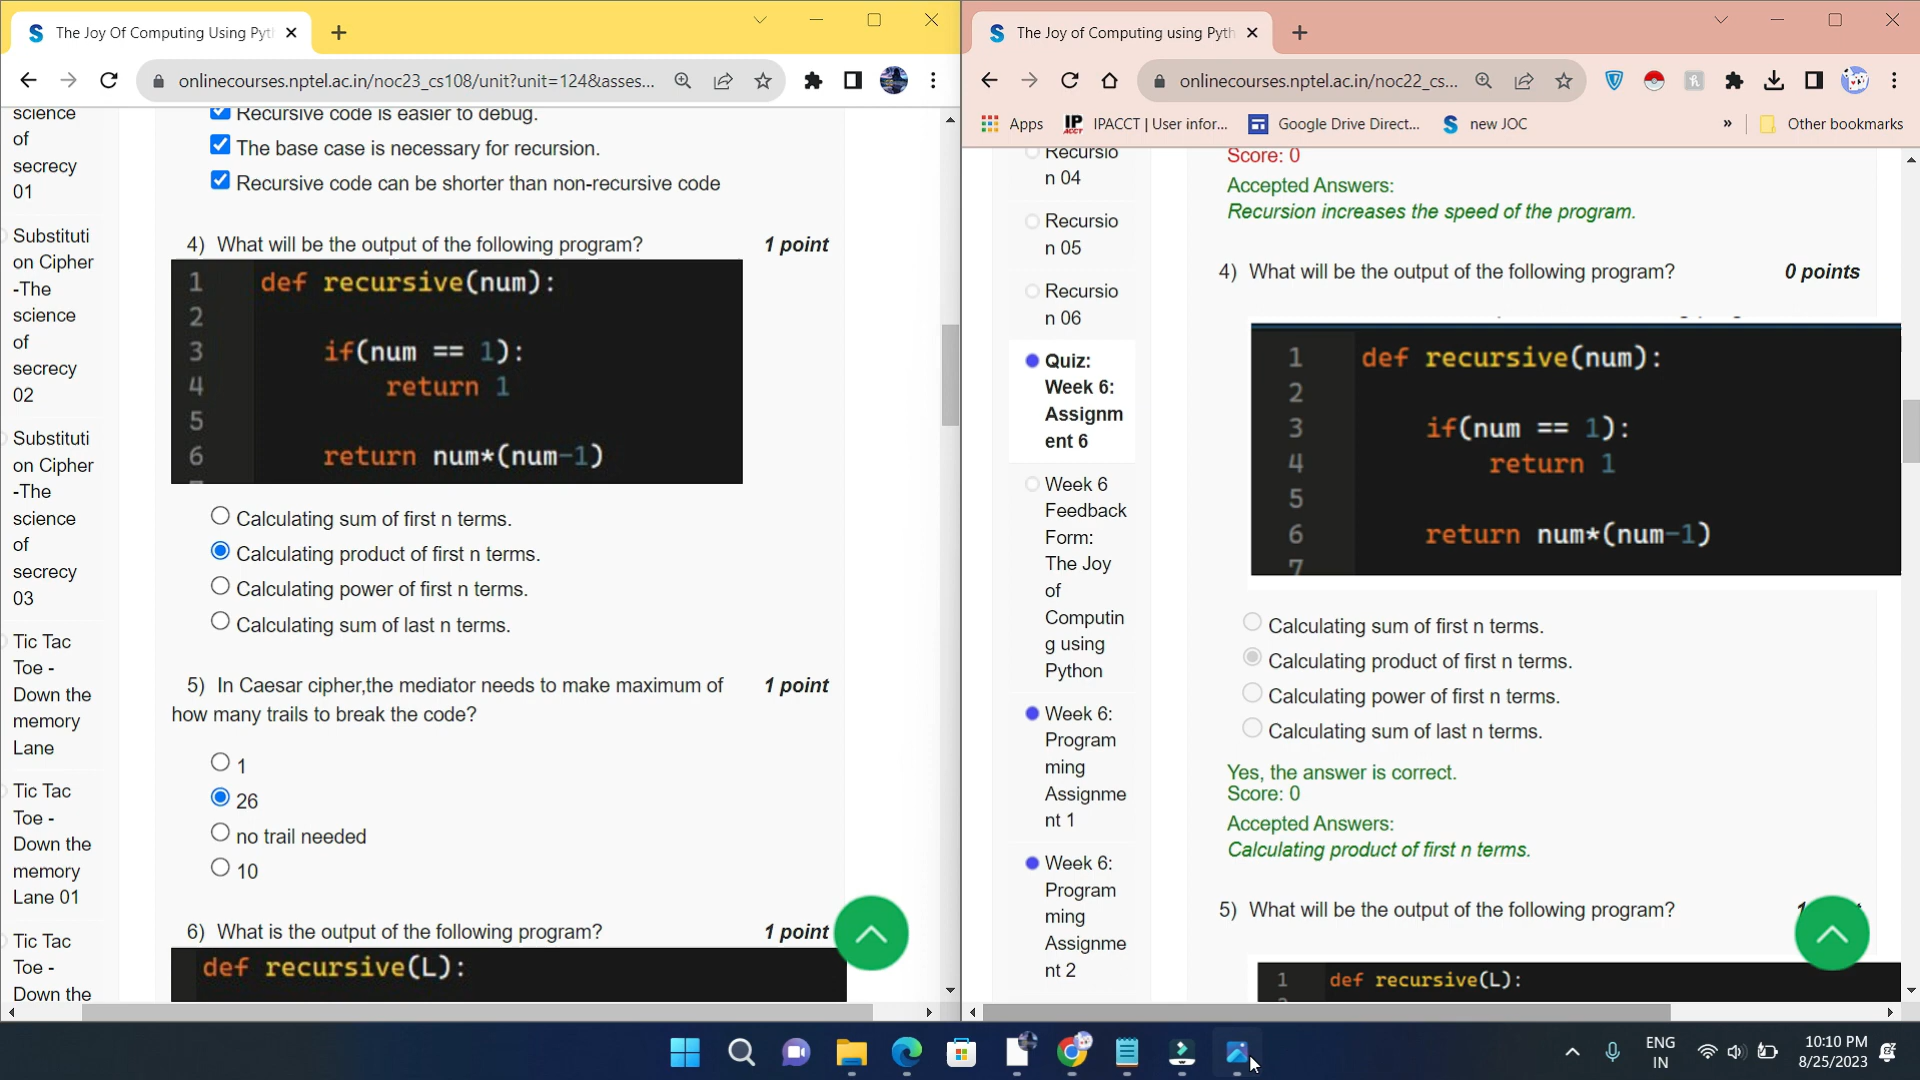 The Joy Of Computing Using Pyt
onlinecourses.nptel.ac.in/noc23_cs108/unit?unit=124&asses...
science
of
secrecy
01
Substituti
on Cipher
-The
science
of
secrecy
02
Substituti
on Cipher
-The
science
of
secrecy
03
Tic Tac
Toe -
Down the
memory
Lane
Tic Tac
Toe -
Down the
memory
Lane 01
Tic Tac
Toe -
Down the
Recursive code is easier to debug.
The base case is necessary for recursion.
Recursive code can be shorter than non-recursive code
4) What will be the output of the following program? 1 point
1 def recursive(num):
2
3 if(num == 1):
4 return 1
5
6 return num*(num-1)
Calculating sum of first n terms.
Calculating product of first n terms.
Calculating power of first n terms.
Calculating sum of last n terms.
5) In Caesar cipher,the mediator needs to make maximum of 1 point
how many trails to break the code?
1
26
no trail needed
10
6) What is the output of the following program? 1 point
def recursive(L):
The Joy of Computing using Pyth
onlinecourses.nptel.ac.in/noc22_cs...
Apps
IP
ACCT
IPACCT | User infor...
Google Drive Direct...
new JOC
»
Other bookmarks
Recursio
n 04
Recursio
n 05
Recursio
n 06
Quiz:
Week 6:
Assignm
ent 6
Week 6
Feedback
Form:
The Joy
of
Computin
g using
Python
Week 6:
Program
ming
Assignme
nt 1
Week 6:
Program
ming
Assignme
nt 2
Score: 0
Accepted Answers:
Recursion increases the speed of the program.
4) What will be the output of the following program? 0 points
1 def recursive(num):
2
3 if(num == 1):
4 return 1
5
6 return num*(num-1)
7
Calculating sum of first n terms.
Calculating product of first n terms.
Calculating power of first n terms.
Calculating sum of last n terms.
Yes, the answer is correct.
Score: 0
Accepted Answers:
Calculating product of first n terms.
5) What will be the output of the following program?
1 def recursive(L):
ENG
IN
10:10 PM
8/25/2023